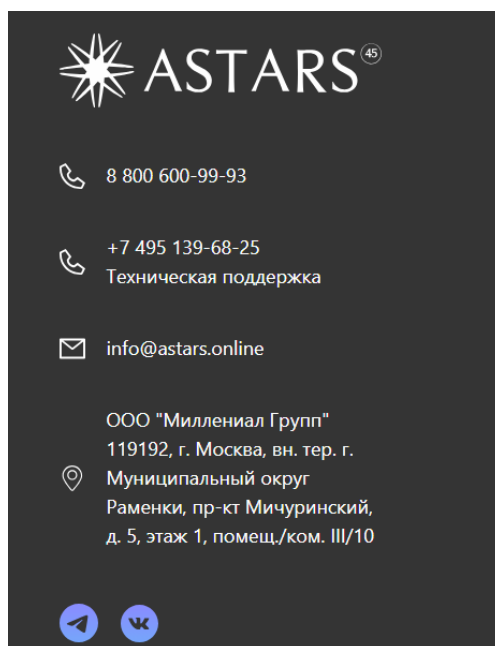 ASTARS 45
8 800 600-99-93
+7 495 139-68-25
Техническая поддержка
info@astars.online
ООО "Миллениал Групп"
119192, г. Москва, вн. тер. г.
Муниципальный округ
Раменки, пр-кт Мичуринский,
д. 5, этаж 1, помещ./ком. III/10